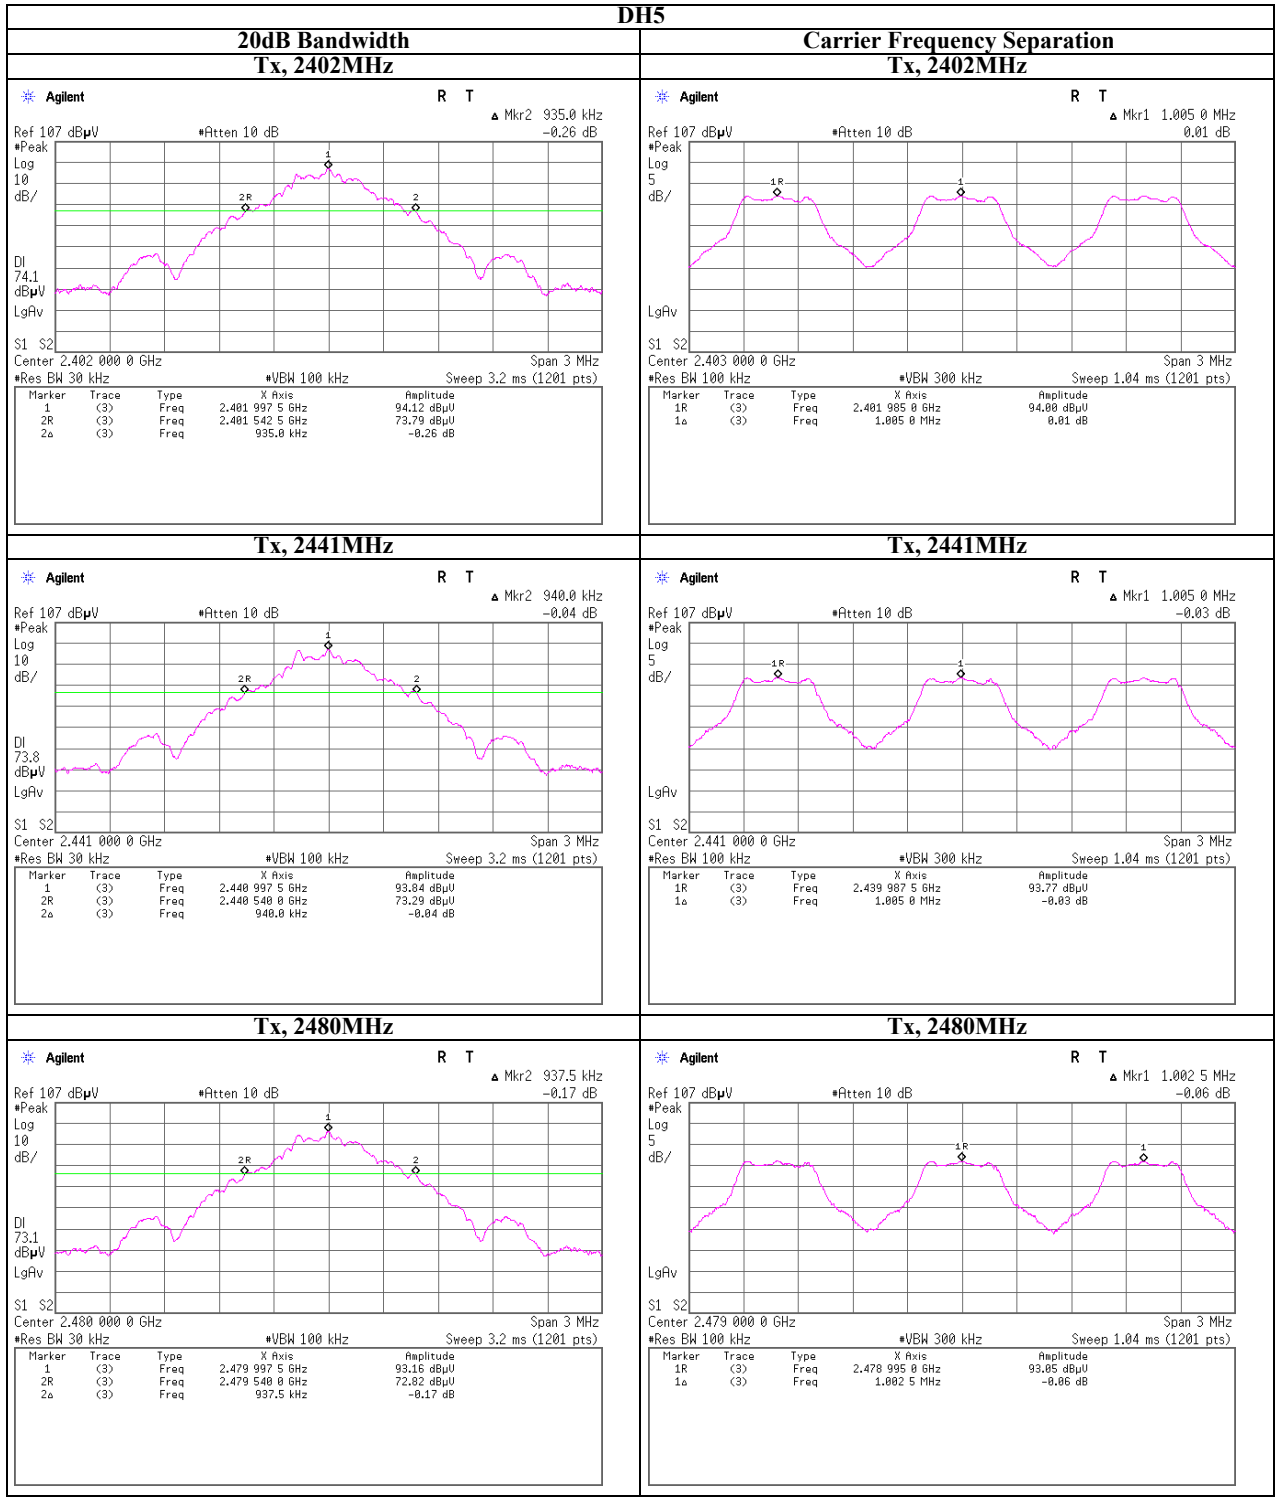 DH5
20dB Bandwidth
Carrier Frequency Separation
Tx, 2402MHz
Tx, 2402MHz
Agilent
R T
Δ Mkr2 935.0 kHz
Ref 107 dBµV
#Atten 10 dB
-0.26 dB
#Peak
Log
10
dB/
1
2R
2
DI
74.1
dBµV
LgAv
S1 S2
Center 2.402 000 0 GHz
Span 3 MHz
#Res BW 30 kHz
#VBW 100 kHz
Sweep 3.2 ms (1201 pts)
Marker Trace Type X Axis Amplitude
1 (3) Freq 2.401 997 5 GHz 94.12 dBµV
2R (3) Freq 2.401 542 5 GHz 73.79 dBµV
2Δ (3) Freq 935.0 kHz -0.26 dB
Agilent
R T
Δ Mkr1 1.005 0 MHz
Ref 107 dBµV
#Atten 10 dB
0.01 dB
#Peak
Log
5
dB/
1R
1
LgAv
S1 S2
Center 2.403 000 0 GHz
Span 3 MHz
#Res BW 100 kHz
#VBW 300 kHz
Sweep 1.04 ms (1201 pts)
Marker Trace Type X Axis Amplitude
1R (3) Freq 2.401 985 0 GHz 94.00 dBµV
1Δ (3) Freq 1.005 0 MHz 0.01 dB
Tx, 2441MHz
Tx, 2441MHz
Agilent
R T
Δ Mkr2 940.0 kHz
Ref 107 dBµV
#Atten 10 dB
-0.04 dB
#Peak
Log
10
dB/
1
2R
2
DI
73.8
dBµV
LgAv
S1 S2
Center 2.441 000 0 GHz
Span 3 MHz
#Res BW 30 kHz
#VBW 100 kHz
Sweep 3.2 ms (1201 pts)
Marker Trace Type X Axis Amplitude
1 (3) Freq 2.440 997 5 GHz 93.84 dBµV
2R (3) Freq 2.440 540 0 GHz 73.29 dBµV
2Δ (3) Freq 940.0 kHz -0.04 dB
Agilent
R T
Δ Mkr1 1.005 0 MHz
Ref 107 dBµV
#Atten 10 dB
-0.03 dB
#Peak
Log
5
dB/
1R
1
LgAv
S1 S2
Center 2.441 000 0 GHz
Span 3 MHz
#Res BW 100 kHz
#VBW 300 kHz
Sweep 1.04 ms (1201 pts)
Marker Trace Type X Axis Amplitude
1R (3) Freq 2.439 987 5 GHz 93.77 dBµV
1Δ (3) Freq 1.005 0 MHz -0.03 dB
Tx, 2480MHz
Tx, 2480MHz
Agilent
R T
Δ Mkr2 937.5 kHz
Ref 107 dBµV
#Atten 10 dB
-0.17 dB
#Peak
Log
10
dB/
1
2R
2
DI
73.1
dBµV
LgAv
S1 S2
Center 2.480 000 0 GHz
Span 3 MHz
#Res BW 30 kHz
#VBW 100 kHz
Sweep 3.2 ms (1201 pts)
Marker Trace Type X Axis Amplitude
1 (3) Freq 2.479 997 5 GHz 93.16 dBµV
2R (3) Freq 2.479 540 0 GHz 72.82 dBµV
2Δ (3) Freq 937.5 kHz -0.17 dB
Agilent
R T
Δ Mkr1 1.002 5 MHz
Ref 107 dBµV
#Atten 10 dB
-0.06 dB
#Peak
Log
5
dB/
1R
1
LgAv
S1 S2
Center 2.479 000 0 GHz
Span 3 MHz
#Res BW 100 kHz
#VBW 300 kHz
Sweep 1.04 ms (1201 pts)
Marker Trace Type X Axis Amplitude
1R (3) Freq 2.478 995 0 GHz 93.05 dBµV
1Δ (3) Freq 1.002 5 MHz -0.06 dB